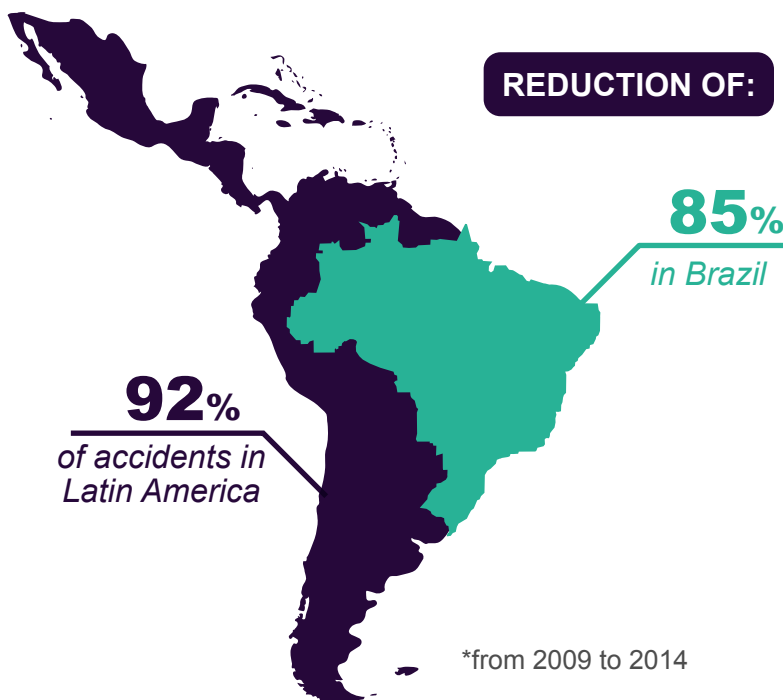 REDUCTION OF:
85%
in Brazil
92%
of accidents in
Latin America
*from 2009 to 2014